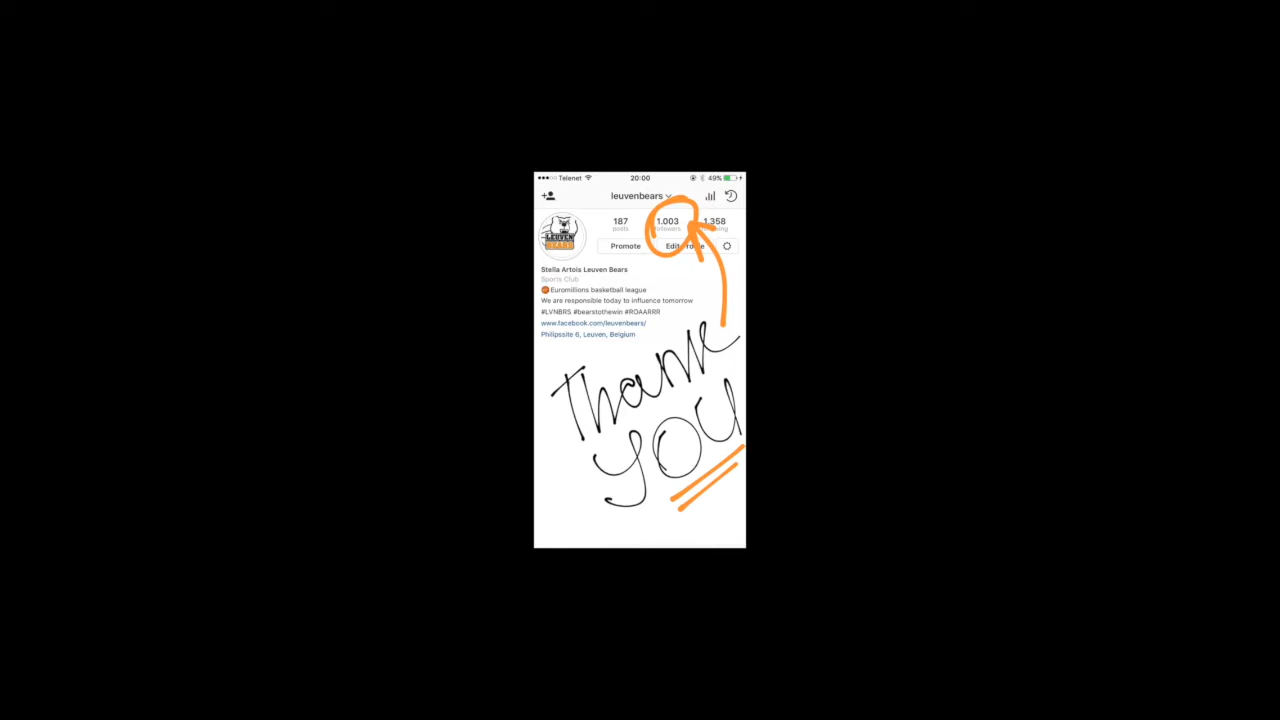 Telenet 20:00 49%
leuvenbears
187 1.003 1.358
posts followers
Promote Edit
LEUVEN
BEARS
Stella Artois Leuven Bears
Sports Club
Euromillions basketball league
We are responsible today to influence tomorrow
#LVNBRS #bearstothewin #ROAARRR
www.facebook.com/leuvenbears/
Philipssite 6, Leuven, Belgium
Thank
YOU